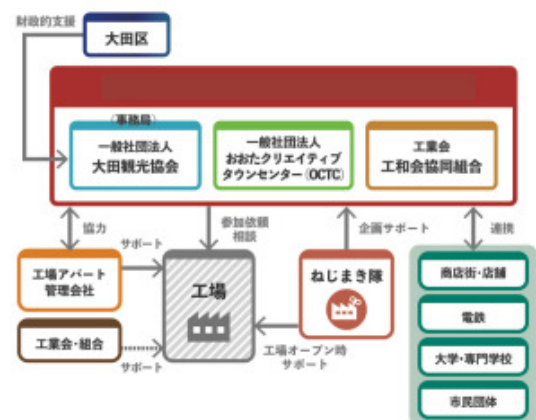 財政的支援
大田区
(事務局)
一般社団法人
大田観光協会
一般社団法人
おおたクリエイティブ
タウンセンター(OCTC)
工業会
工和会協同組合
協力
参加依頼
相談
企画サポート
連携
工場アパート
管理会社
サポート
工場
ねじまき隊
商店街・店舗
電鉄
大学・専門学校
市民団体
工業会・組合
サポート
工場オープン時
サポート